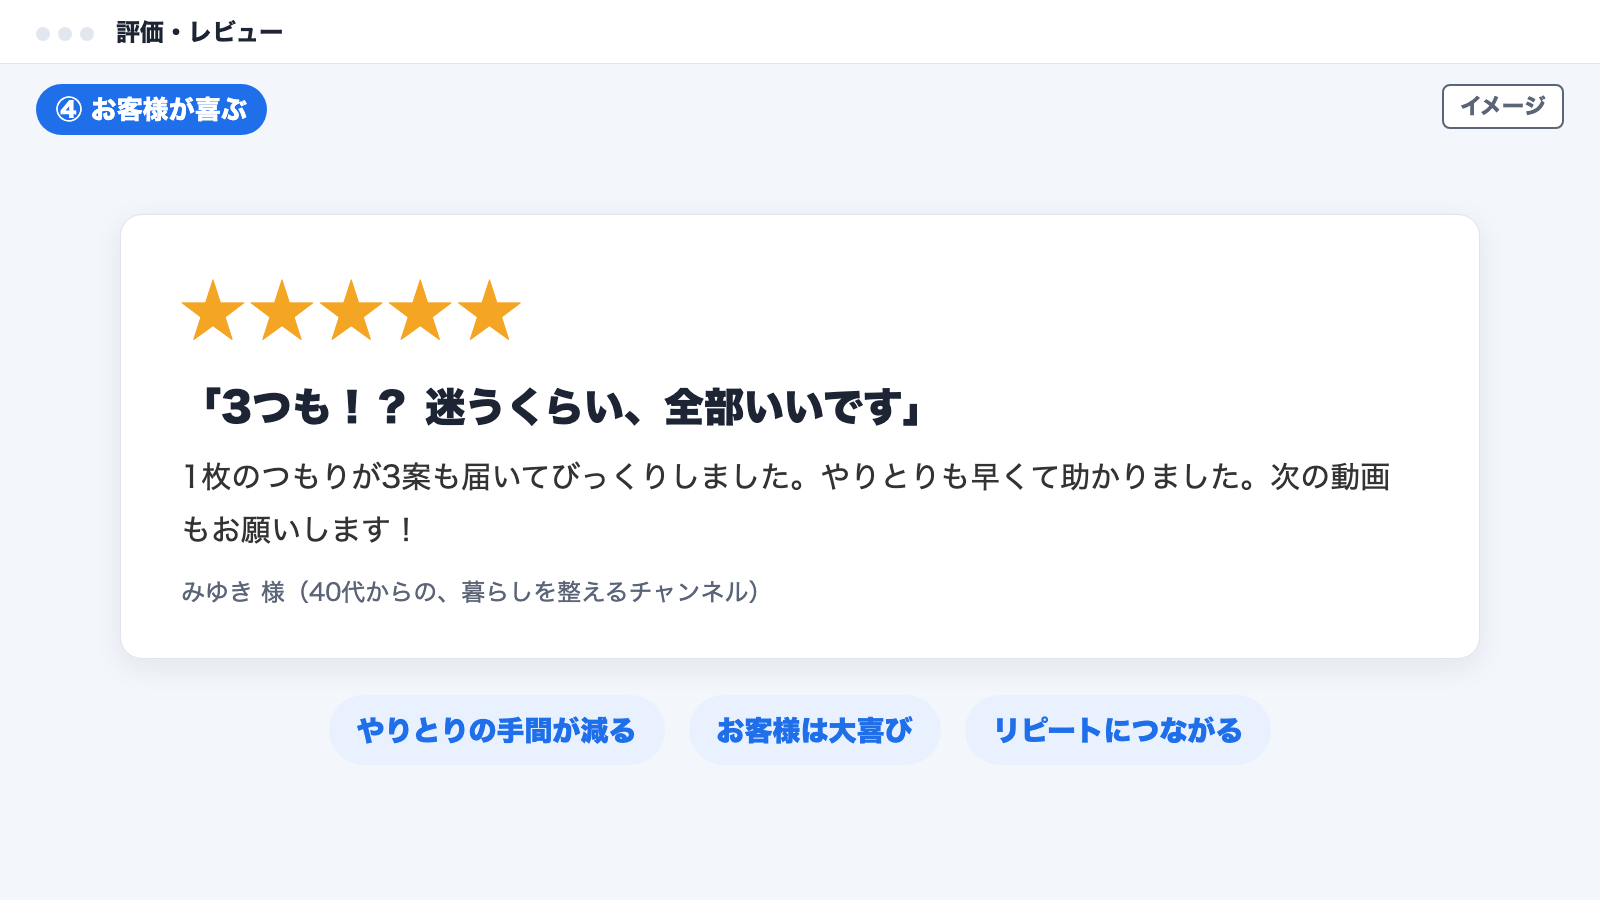 評価・レビュー
④ お客様が喜ぶ
イメージ
★★★★★
「3つも！？ 迷うくらい、全部いいです」
1枚のつもりが3案も届いてびっくりしました。やりとりも早くて助かりました。次の動画
もお願いします！
みゆき 様（40代からの、暮らしを整えるチャンネル）
やりとりの手間が減る
お客様は大喜び
リピートにつながる